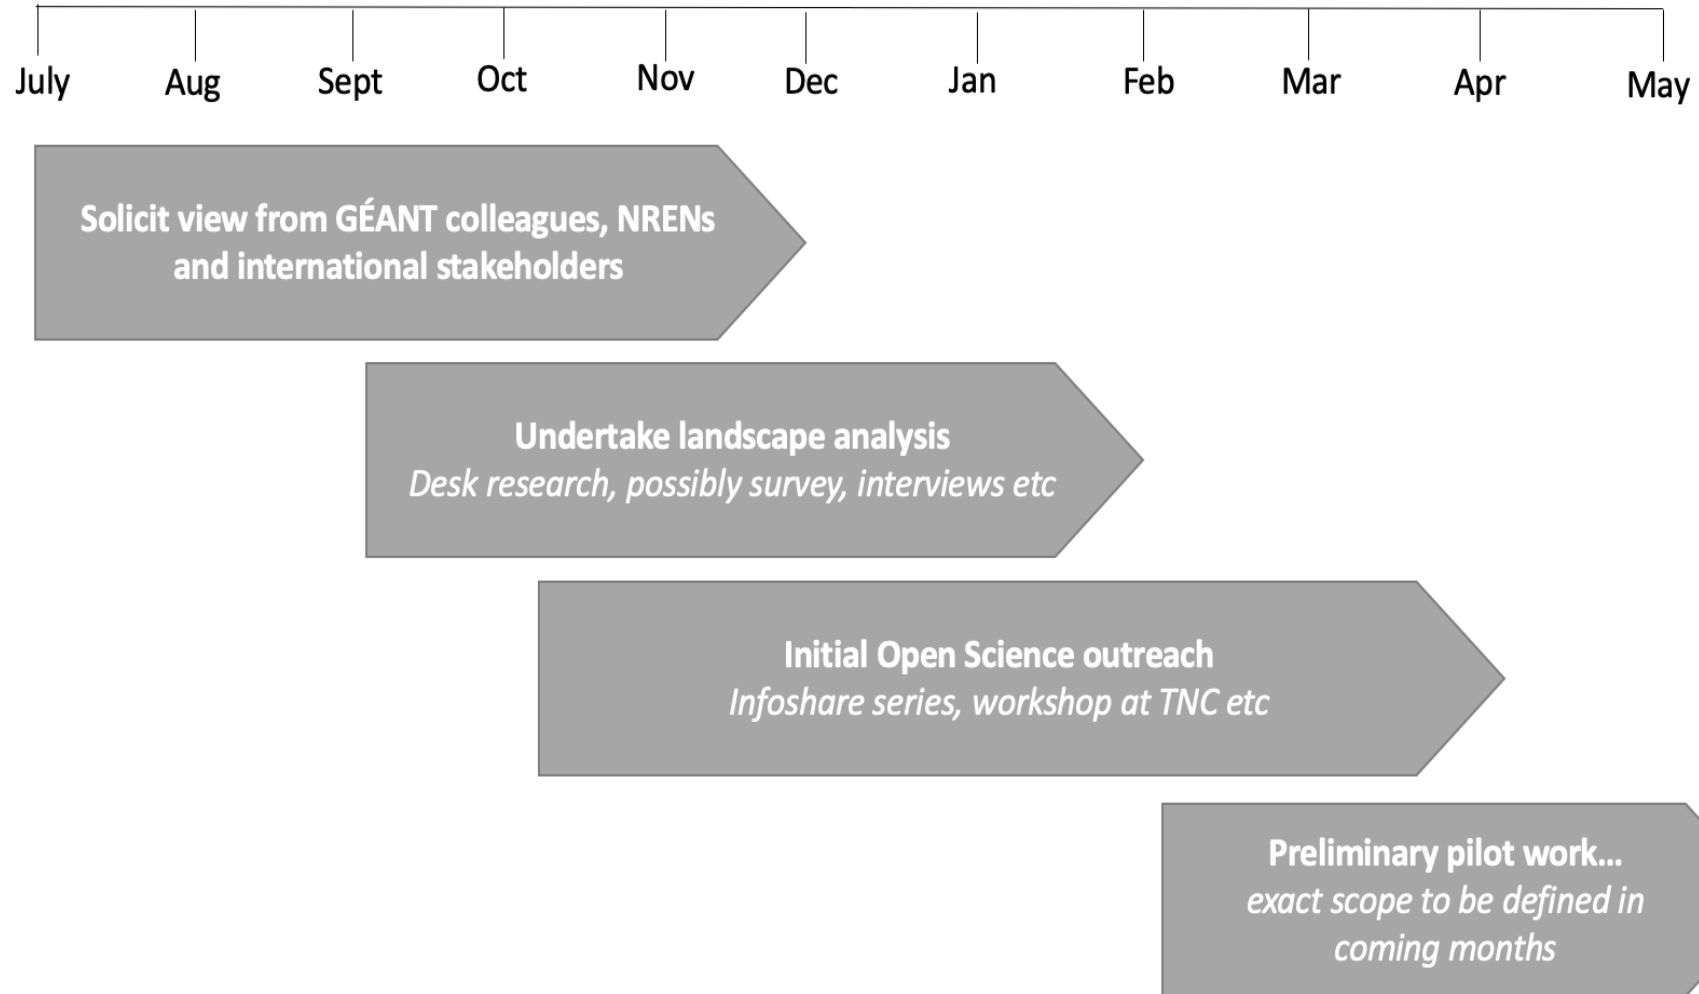 July Aug Sept Oct Nov Dec Jan Feb Mar Apr May
Solicit view from GÉANT colleagues, NRENs
and international stakeholders
Undertake landscape analysis
Desk research, possibly survey, interviews etc
Initial Open Science outreach
Infoshare series, workshop at TNC etc
Preliminary pilot work...
exact scope to be defined in
coming months